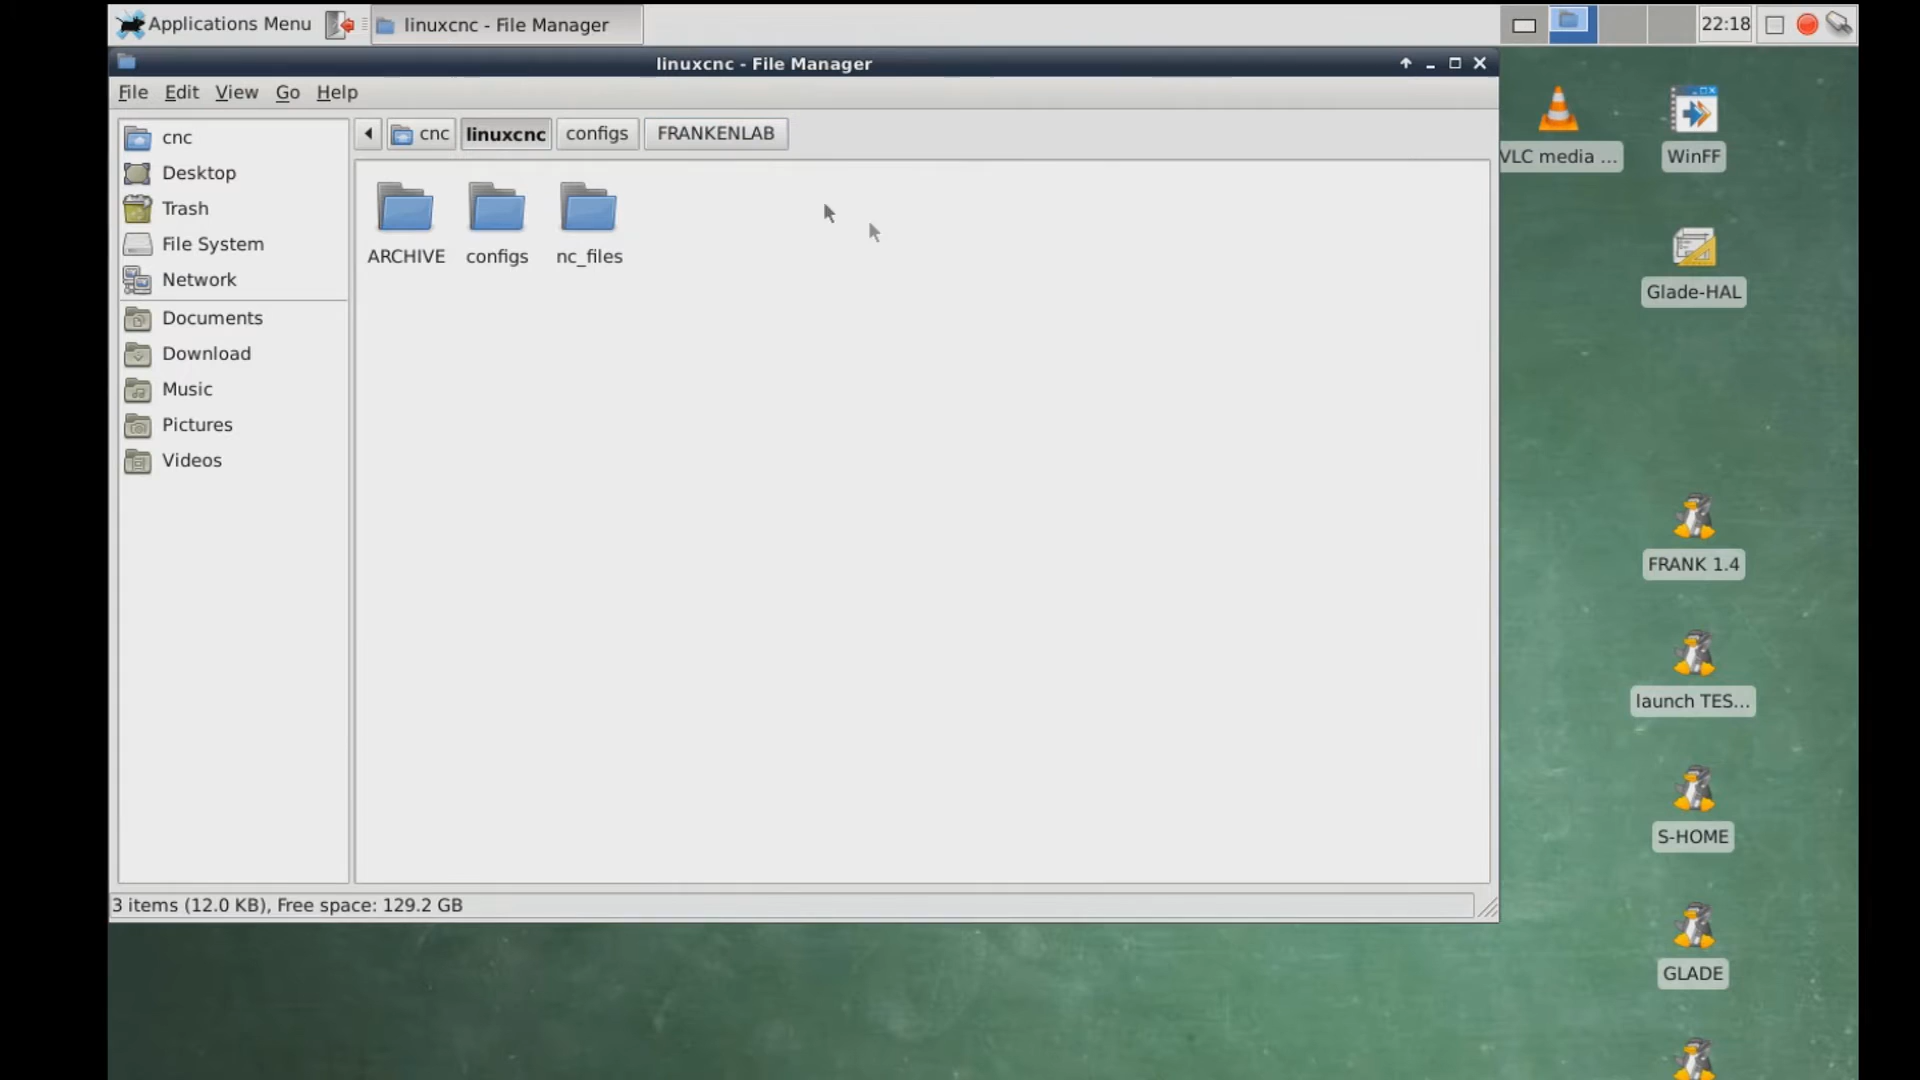 Applications Menu
linuxcnc - File Manager
22:18
linuxcnc - File Manager
File Edit View Go Help
cnc
Desktop
Trash
File System
Network
Documents
Download
Music
Pictures
Videos
cnc linuxcnc configs FRANKENLAB
ARCHIVE configs nc_files
3 items (12.0 KB), Free space: 129.2 GB
VLC media ...
WinFF
Glade-HAL
FRANK 1.4
launch TES...
S-HOME
GLADE